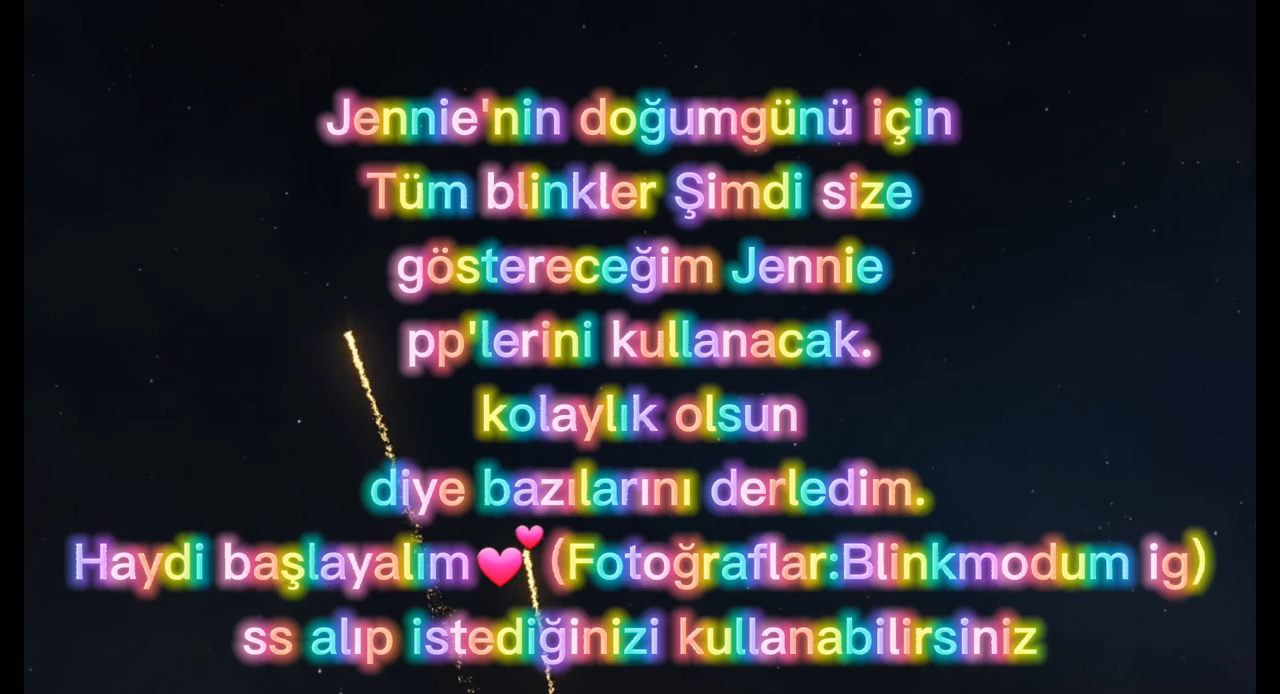 Jennie'nin doğumgünü için
Tüm blinkler Şimdi size
göstereceğim Jennie
pp'lerini kullanacak.
kolaylık olsun
diye bazılarını derledim.
Haydi başlayalım💕(Fotoğraflar:Blinkmodum ig)
ss alıp istediğinizi kullanabilirsiniz